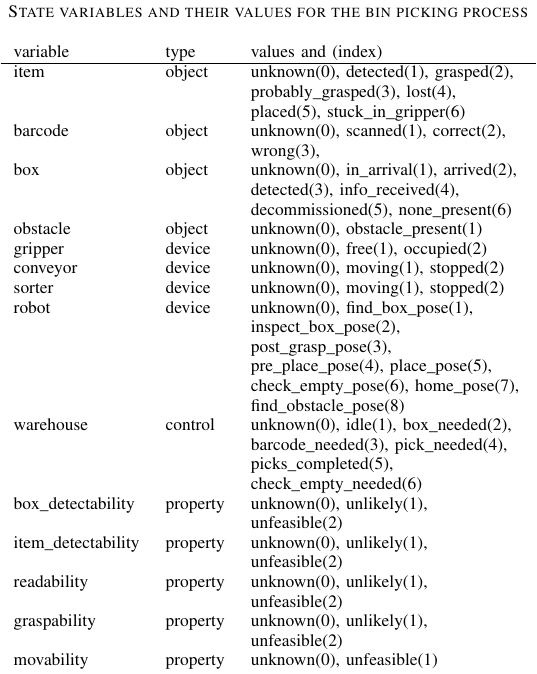 STATE VARIABLES AND THEIR VALUES FOR THE BIN PICKING PROCESS
variable type values and (index)
item object unknown(0), detected(1), grasped(2),
probably_grasped(3), lost(4),
placed(5), stuck_in_gripper(6)
barcode object unknown(0), scanned(1), correct(2),
wrong(3),
box object unknown(0), in_arrival(1), arrived(2),
detected(3), info_received(4),
decommissioned(5), none_present(6)
obstacle object unknown(0), obstacle_present(1)
gripper device unknown(0), free(1), occupied(2)
conveyor device unknown(0), moving(1), stopped(2)
sorter device unknown(0), moving(1), stopped(2)
robot device unknown(0), find_box_pose(1),
inspect_box_pose(2),
post_grasp_pose(3),
pre_place_pose(4), place_pose(5),
check_empty_pose(6), home_pose(7),
find_obstacle_pose(8)
warehouse control unknown(0), idle(1), box_needed(2),
barcode_needed(3), pick_needed(4),
picks_completed(5),
check_empty_needed(6)
box_detectability property unknown(0), unlikely(1),
unfeasible(2)
item_detectability property unknown(0), unlikely(1),
unfeasible(2)
readability property unknown(0), unlikely(1),
unfeasible(2)
graspability property unknown(0), unlikely(1),
unfeasible(2)
movability property unknown(0), unfeasible(1)